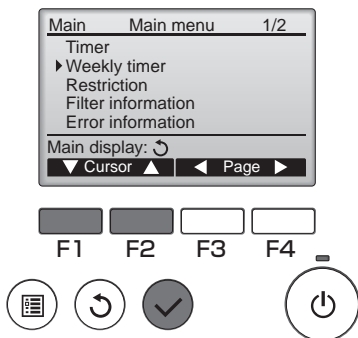 Main Main menu 1/2
Timer
Weekly timer
Restriction
Filter information
Error information
Main display:
Cursor Page
F1 F2 F3 F4